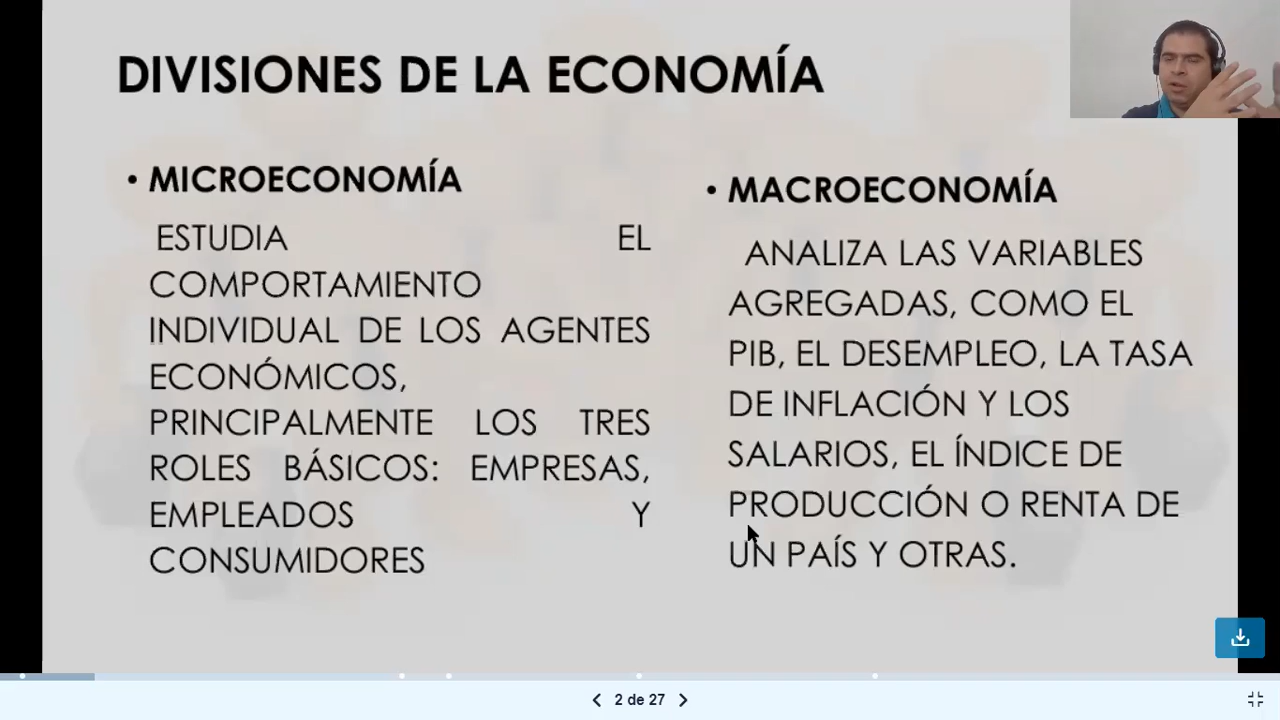 DIVISIONES DE LA ECONOMÍA
• MICROECONOMÍA
ESTUDIA EL
COMPORTAMIENTO
INDIVIDUAL DE LOS AGENTES
ECONÓMICOS,
PRINCIPALMENTE LOS TRES
ROLES BÁSICOS: EMPRESAS,
EMPLEADOS Y
CONSUMIDORES
• MACROECONOMÍA
ANALIZA LAS VARIABLES
AGREGADAS, COMO EL
PIB, EL DESEMPLEO, LA TASA
DE INFLACIÓN Y LOS
SALARIOS, EL ÍNDICE DE
PRODUCCIÓN O RENTA DE
UN PAÍS Y OTRAS.
2 de 27